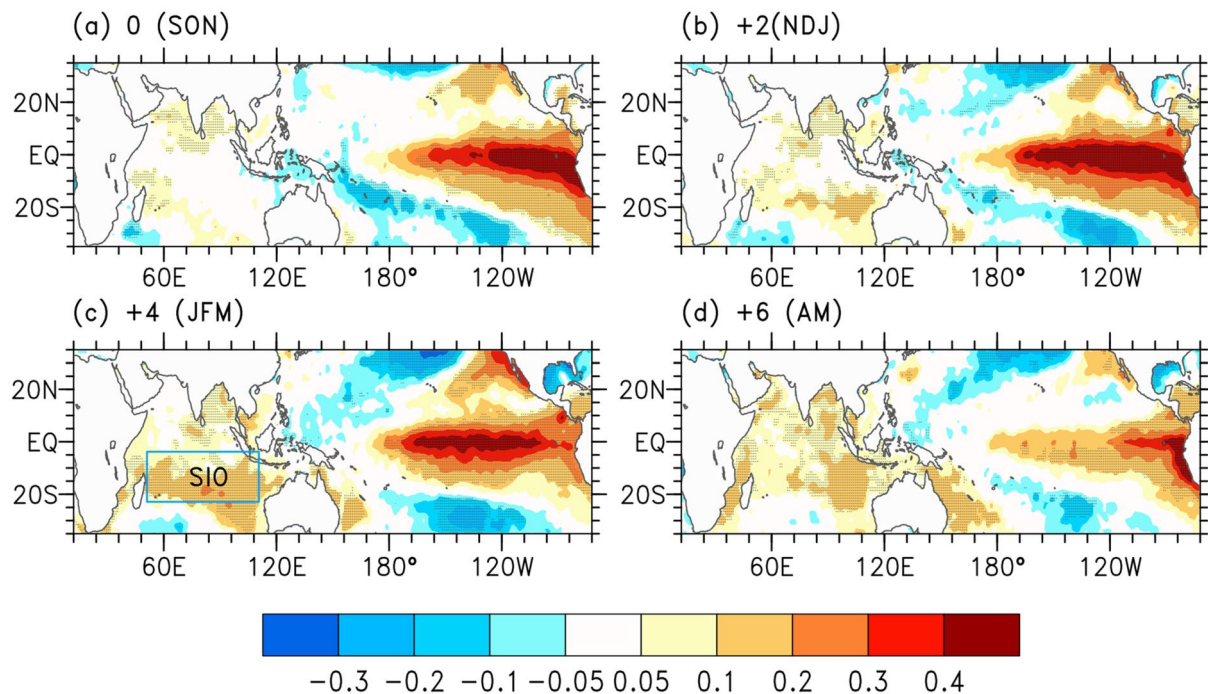 (a) 0 (SON)
(b) +2(NDJ)
20N
EQ
20S
60E 120E 180° 120W
20N
EQ
20S
60E 120E 180° 120W
(c) +4 (JFM)
(d) +6 (AM)
20N
EQ
20S
SIO
60E 120E 180° 120W
20N
EQ
20S
60E 120E 180° 120W
−0.3 −0.2 −0.1 −0.05 0.05 0.1 0.2 0.3 0.4